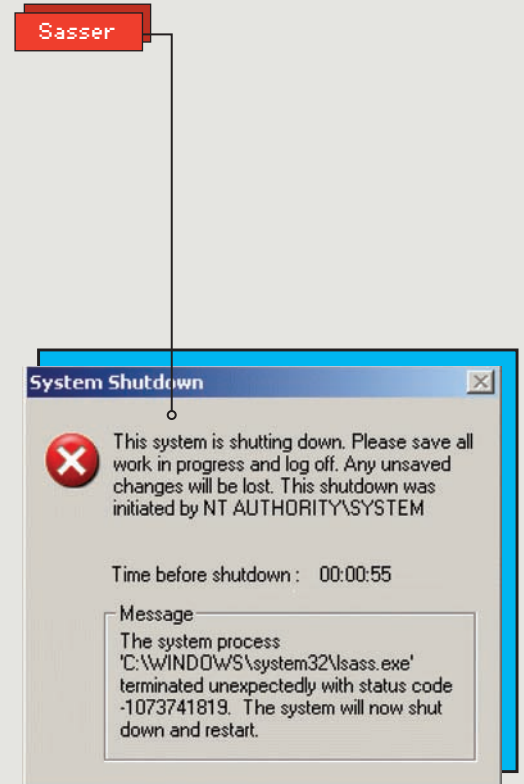 Sasser
System Shutdown
This system is shutting down. Please save all
work in progress and log off. Any unsaved
changes will be lost. This shutdown was
initiated by NT AUTHORITY\SYSTEM
Time before shutdown : 00:00:55
Message
The system process
'C:\WINDOWS\system32\lsass.exe'
terminated unexpectedly with status code
-1073741819. The system will now shut
down and restart.